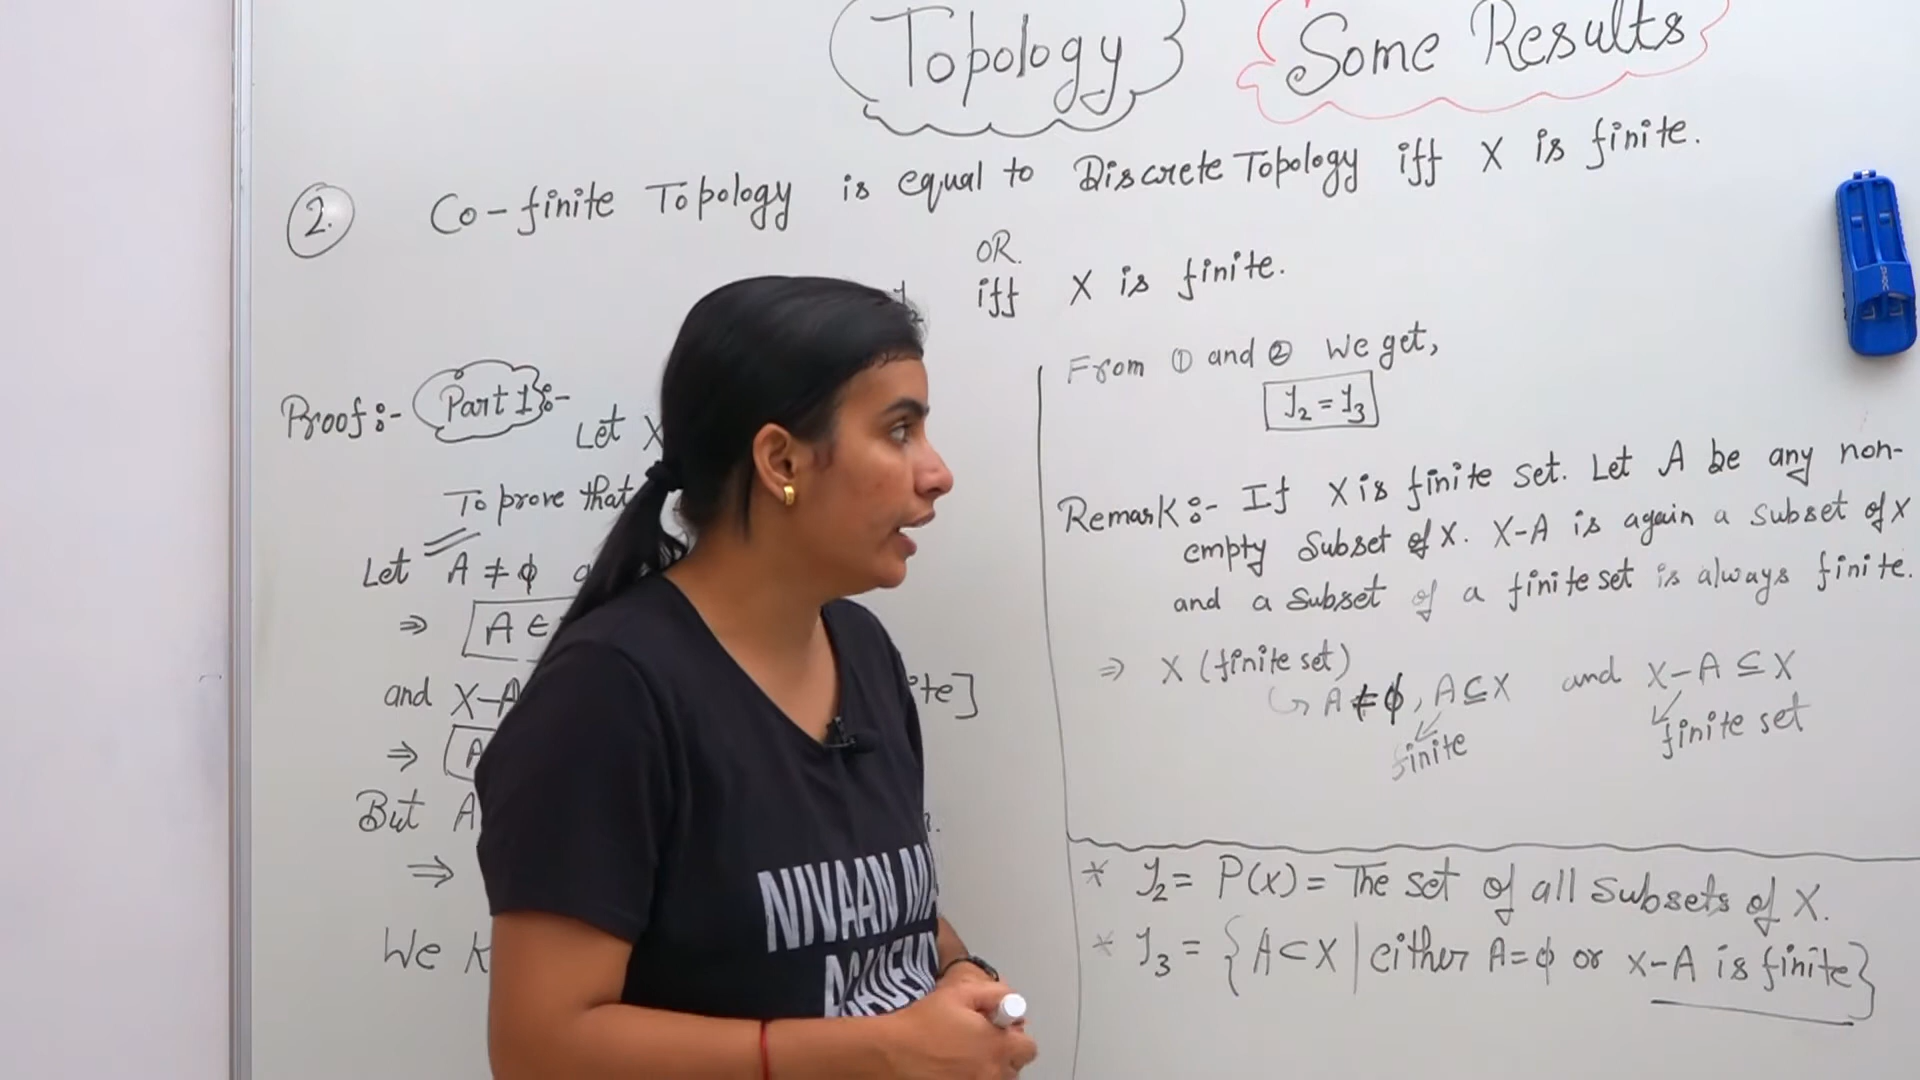 Topology
Some Results
2. Co-finite Topology is equal to Discrete Topology iff X is finite.
OR.
iff X is finite.
Proof:- Part 1:- Let X
To prove that
Let A ≠ ϕ
⇒ A ∈
and X-A
⇒ A
But A
⇒
We K
From ① and ② We get,
J₂ = J₃
Remark:- If X is finite set. Let A be any non-
empty Subset of X. X-A is again a subset of X
and a Subset of a finite set is always finite.
⇒ X (finite set)
↪ A ≠ ϕ, A ⊆ X and X-A ⊆ X
finite finite set
* J₂ = P(X) = The set of all Subsets of X.
* J₃ = {A ⊂ X | either A = ϕ or X-A is finite}
NIVAAN MA
ACADEM